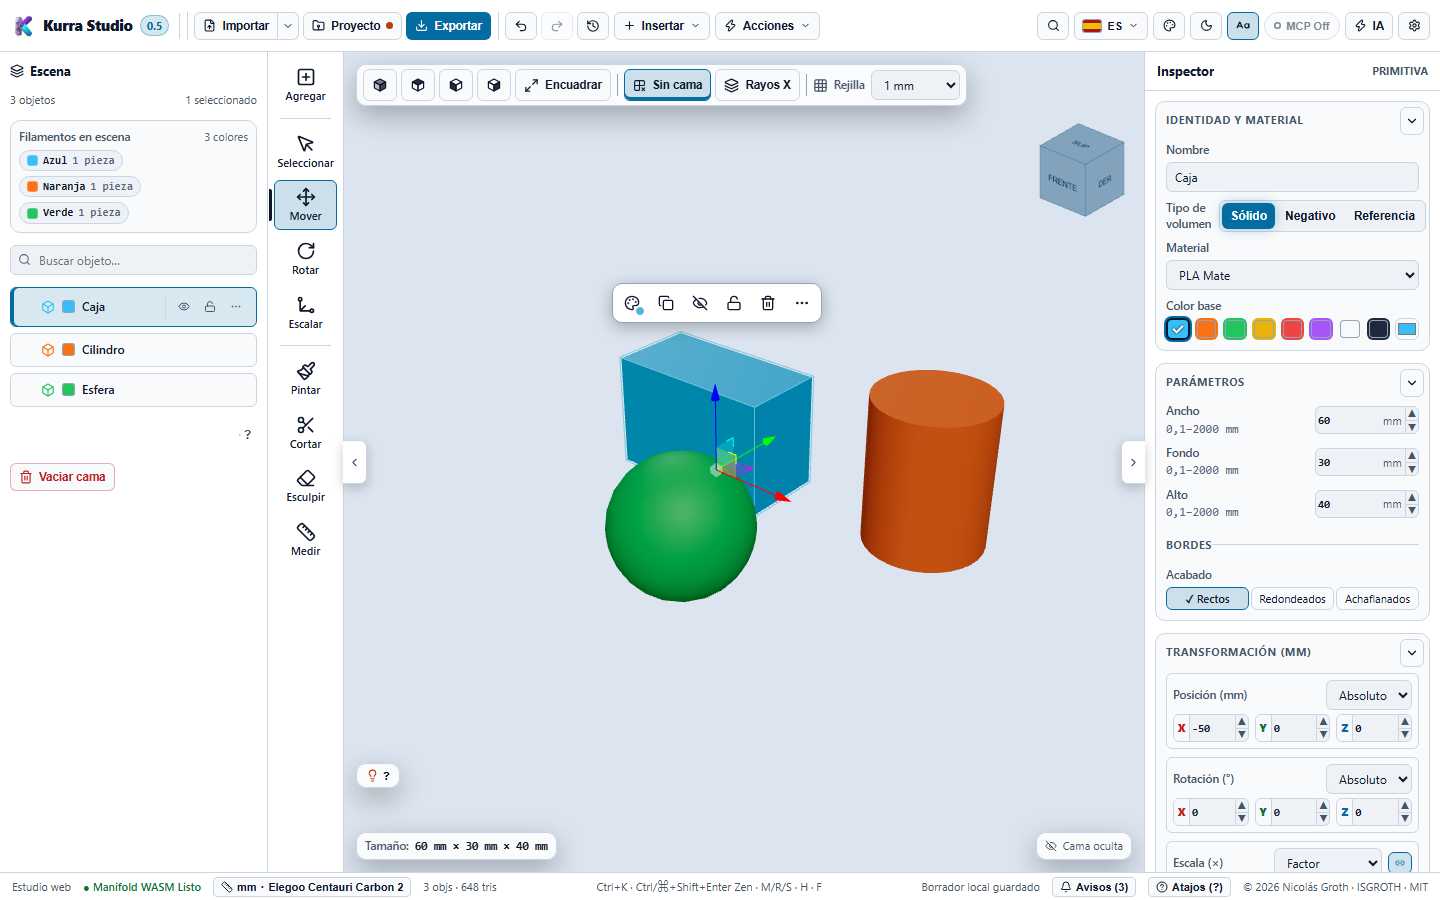 Kurra Studio 0.5
Importar
Proyecto
Exportar
Insertar
Acciones
ES
Aa
MCP Off
IA
Escena
3 objetos
1 seleccionado
Filamentos en escena
3 colores
Azul 1 pieza
Naranja 1 pieza
Verde 1 pieza
Buscar objeto...
Caja
Cilindro
Esfera
?
Vaciar cama
Agregar
Seleccionar
Mover
Rotar
Escalar
Pintar
Cortar
Esculpir
Medir
Encuadrar
Sin cama
Rayos X
Rejilla
1 mm
SUP
FRENTE
DER
?
Tamaño: 60 mm × 30 mm × 40 mm
Cama oculta
Inspector
PRIMITIVA
IDENTIDAD Y MATERIAL
Nombre
Caja
Tipo de volumen
Sólido
Negativo
Referencia
Material
PLA Mate
Color base
PARÁMETROS
Ancho
0,1–2000 mm
60 mm
Fondo
0,1–2000 mm
30 mm
Alto
0,1–2000 mm
40 mm
BORDES
Acabado
✓ Rectos
Redondeados
Achaflanados
TRANSFORMACIÓN (MM)
Posición (mm)
Absoluto
X -50
Y 0
Z 0
Rotación (°)
Absoluto
X 0
Y 0
Z 0
Escala (×)
Factor
Estudio web
● Manifold WASM Listo
mm · Elegoo Centauri Carbon 2
3 objs · 648 tris
Ctrl+K · Ctrl/⌘+Shift+Enter Zen · M/R/S · H · F
Borrador local guardado
Avisos (3)
Atajos (?)
© 2026 Nicolás Groth · ISGROTH · MIT